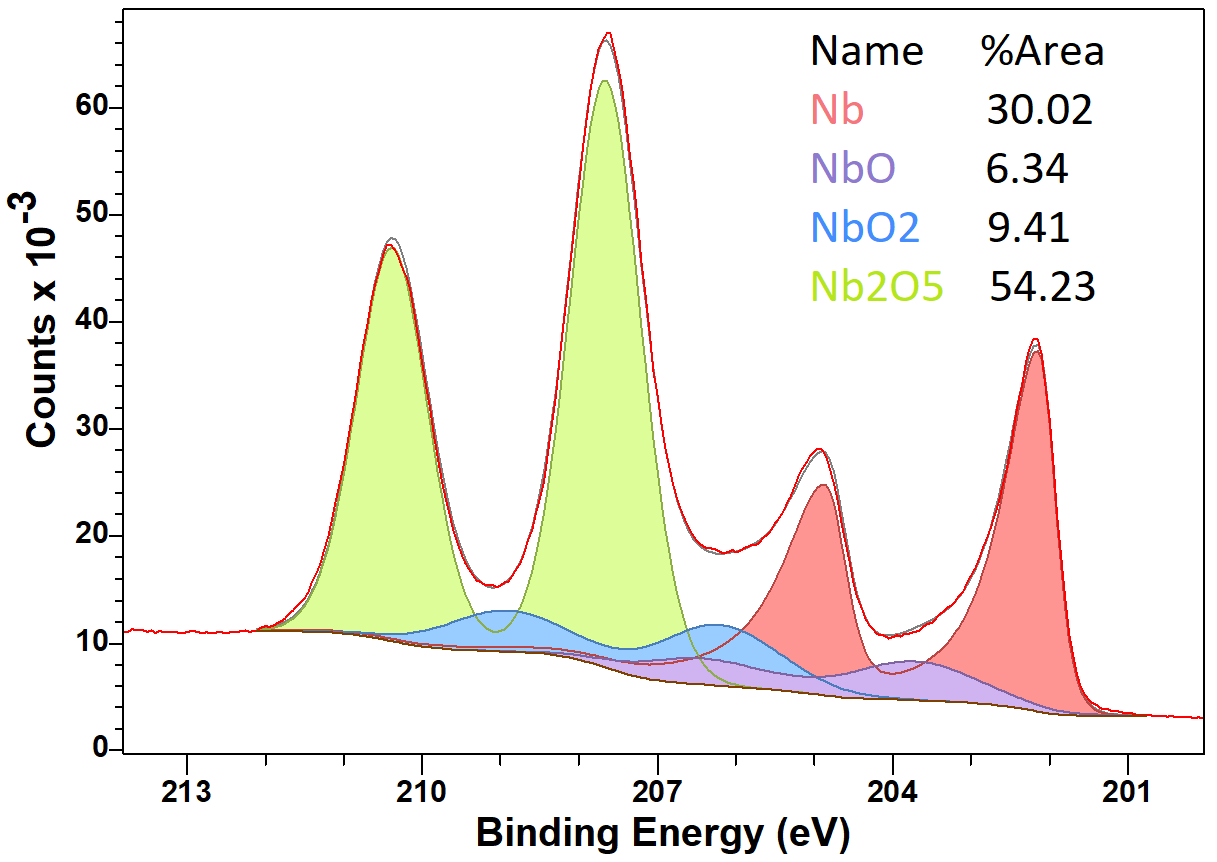 Name %Area
Nb 30.02
NbO 6.34
NbO2 9.41
Nb2O5 54.23
Counts x 10-3
60
50
40
30
20
10
0
213 210 207 204 201
Binding Energy (eV)